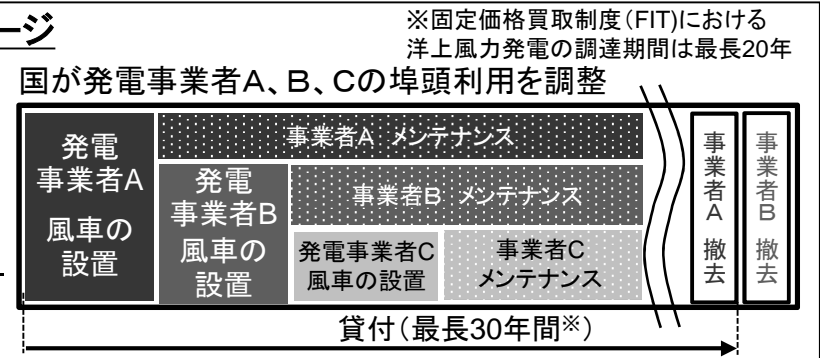 ージ
※固定価格買取制度（FIT)における
洋上風力発電の調達期間は最長20年
国が発電事業者A、B、Cの埠頭利用を調整
発電
事業者A
風車の
設置
事業者A メンテナンス
発電
事業者B
風車の
設置
事業者B メンテナンス
発電事業者C
風車の設置
事業者C
メンテナンス
事業者A 撤去
事業者B 撤去
貸付（最長30年間※）